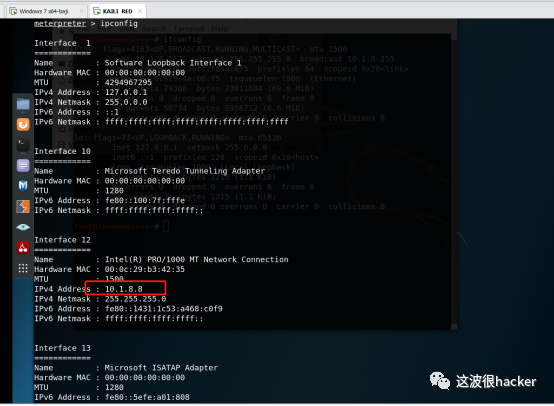 Windows 7 x64-baji
KAILI RED
meterpreter > ipconfig
Interface 1
============
Name : Software Loopback Interface 1
Hardware MAC : 00:00:00:00:00:00
MTU : 4294967295
IPv4 Address : 127.0.0.1
IPv4 Netmask : 255.0.0.0
IPv6 Address : ::1
IPv6 Netmask : ffff:ffff:ffff:ffff:ffff:ffff:ffff:ffff
Interface 10
============
Name : Microsoft Teredo Tunneling Adapter
Hardware MAC : 00:00:00:00:00:00
MTU : 1280
IPv6 Address : fe80::100:7f:fffe
IPv6 Netmask : ffff:ffff:ffff:ffff::
Interface 12
============
Name : Intel(R) PRO/1000 MT Network Connection
Hardware MAC : 00:0c:29:b3:42:35
MTU : 1500
IPv4 Address : 10.1.8.8
IPv4 Netmask : 255.255.255.0
IPv6 Address : fe80::1431:1c53:a468:c0f9
IPv6 Netmask : ffff:ffff:ffff:ffff::
Interface 13
============
Name : Microsoft ISATAP Adapter
Hardware MAC : 00:00:00:00:00:00
MTU : 1280
IPv6 Address : fe80::5efe:a01:808
这波很hacker